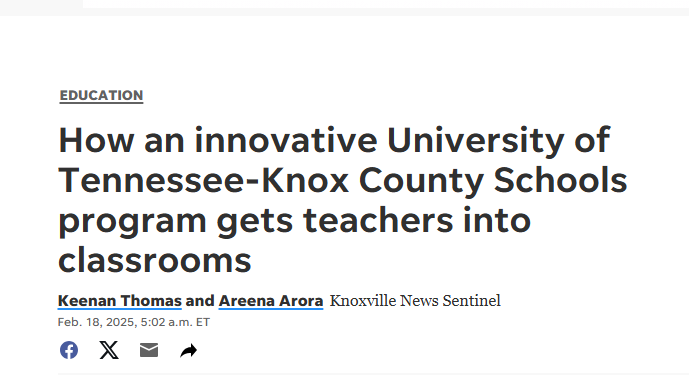 EDUCATION
How an innovative University of
Tennessee-Knox County Schools
program gets teachers into
classrooms
Keenan Thomas and Areena Arora Knoxville News Sentinel
Feb. 18, 2025, 5:02 a.m. ET